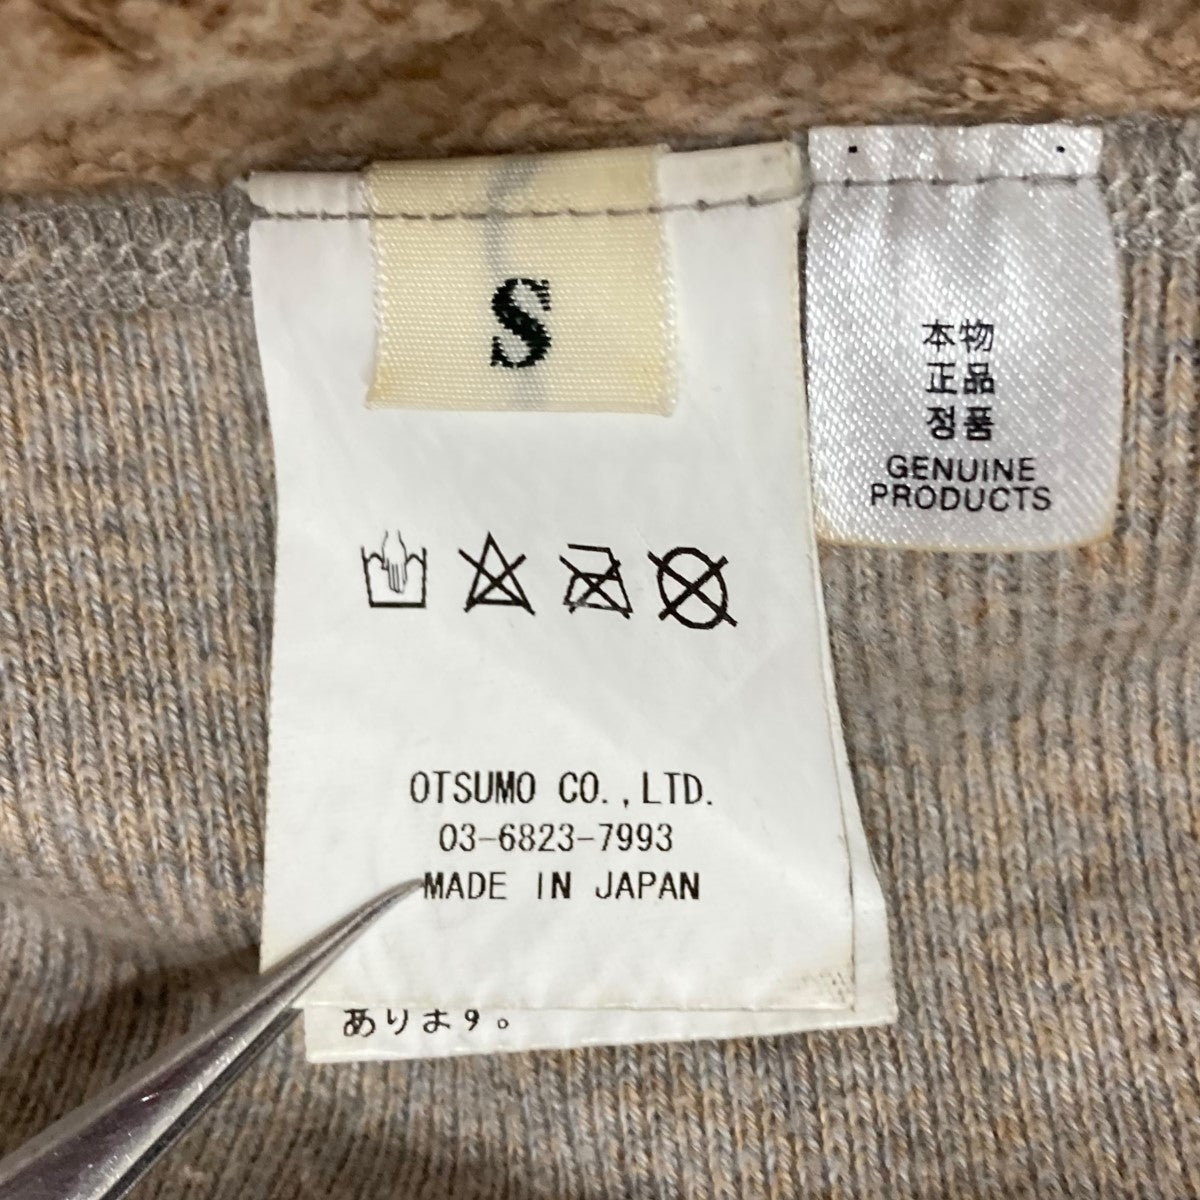 S
OTSUMO CO.,LTD.
03-6823-7993
MADE IN JAPAN
あります。
本物
正品
정품
GENUINE
PRODUCTS